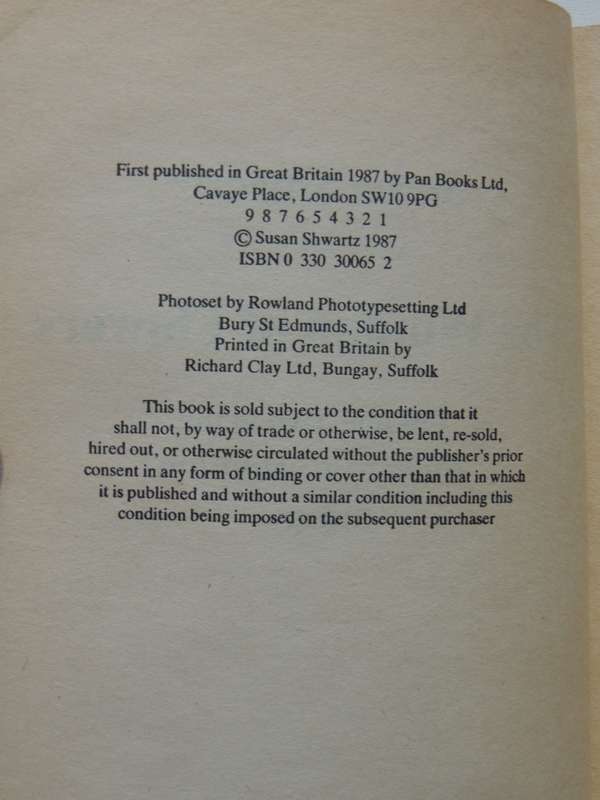 First published in Great Britain 1987 by Pan Books Ltd,
Cavaye Place, London SW10 9PG
9 8 7 6 5 4 3 2 1
© Susan Shwartz 1987
ISBN 0 330 30065 2
Photoset by Rowland Phototypesetting Ltd
Bury St Edmunds, Suffolk
Printed in Great Britain by
Richard Clay Ltd, Bungay, Suffolk
This book is sold subject to the condition that it
shall not, by way of trade or otherwise, be lent, re-sold,
hired out, or otherwise circulated without the publisher's prior
consent in any form of binding or cover other than that in which
it is published and without a similar condition including this
condition being imposed on the subsequent purchaser